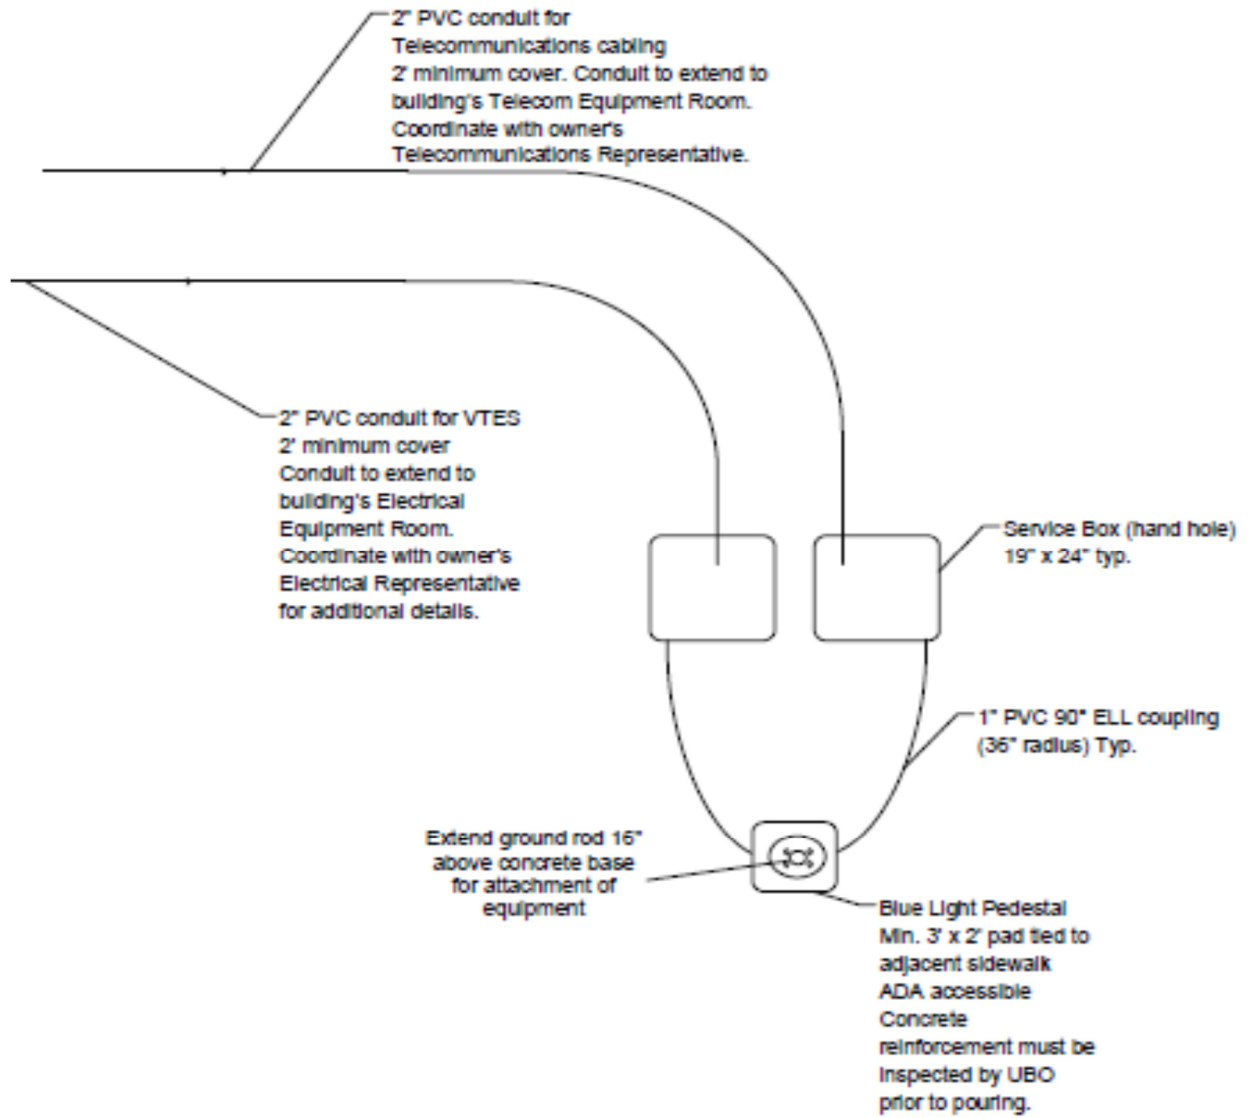 2" PVC conduit for
Telecommunications cabling
2' minimum cover. Conduit to extend to
building's Telecom Equipment Room.
Coordinate with owner's
Telecommunications Representative.
2" PVC conduit for VTES
2' minimum cover
Conduit to extend to
building's Electrical
Equipment Room.
Coordinate with owner's
Electrical Representative
for additional details.
Service Box (hand hole)
19" x 24" typ.
1" PVC 90° ELL coupling
(36" radius) Typ.
Extend ground rod 16"
above concrete base
for attachment of
equipment
Blue Light Pedestal
Min. 3' x 2' pad tied to
adjacent sidewalk
ADA accessible
Concrete
reinforcement must be
inspected by UBO
prior to pouring.